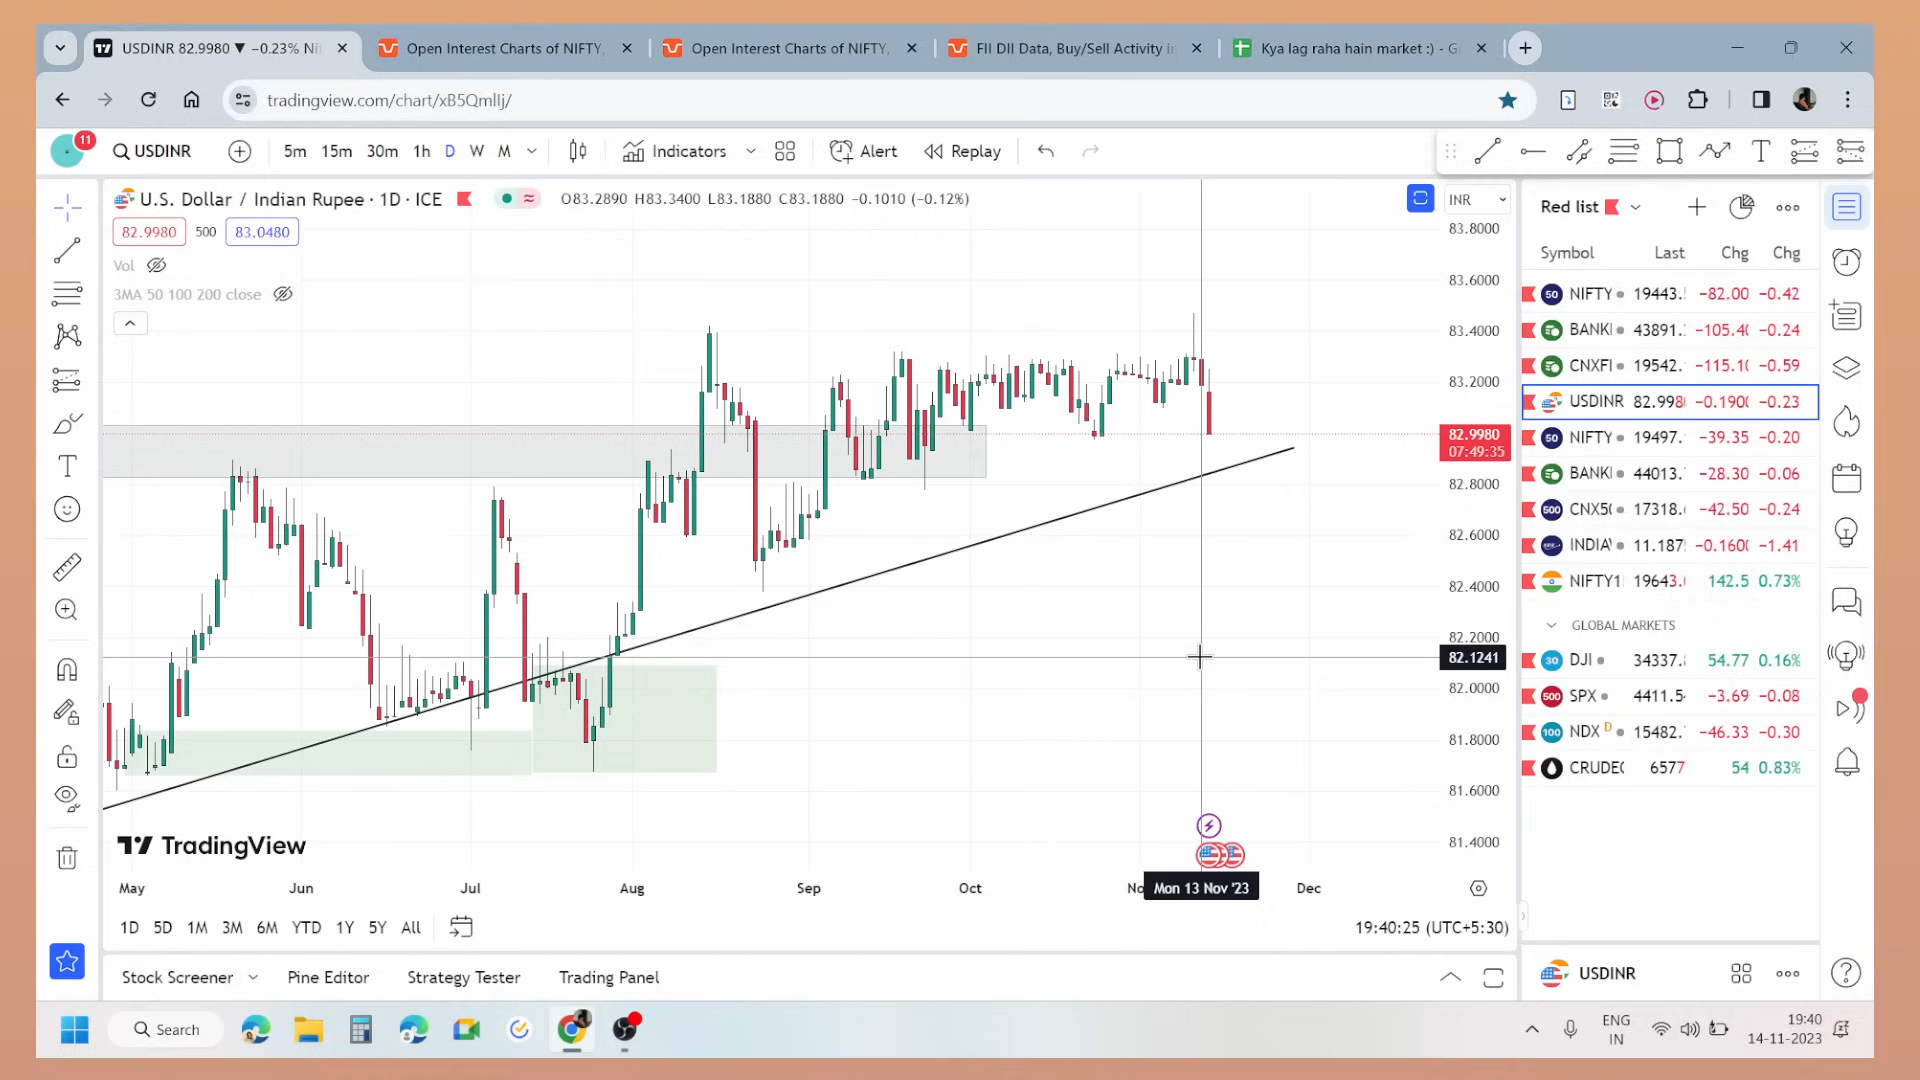 USDINR 82.9980 ▼ −0.23% Ni
Open Interest Charts of NIFTY,
Open Interest Charts of NIFTY,
FII DII Data, Buy/Sell Activity in
Kya lag raha hain market :) - G
tradingview.com/chart/xB5QmlIj/
11
USDINR
5m 15m 30m 1h D W M
Indicators
Alert
Replay
U.S. Dollar / Indian Rupee · 1D · ICE
O83.2890 H83.3400 L83.1880 C83.1880 −0.1010 (−0.12%)
INR
82.9980 500 83.0480
Vol
3MA 50 100 200 close
83.8000
83.6000
83.4000
83.2000
82.9980
07:49:35
82.8000
82.6000
82.4000
82.2000
82.1241
82.0000
81.8000
81.6000
81.4000
TradingView
May Jun Jul Aug Sep Oct No Mon 13 Nov '23 Dec
1D 5D 1M 3M 6M YTD 1Y 5Y All
19:40:25 (UTC+5:30)
Stock Screener Pine Editor Strategy Tester Trading Panel
Red list
Symbol Last Chg Chg
50 NIFTY 19443. −82.00 −0.42
BANKI 43891. −105.4 −0.24
CNXFI 19542. −115.1 −0.59
USDINR 82.998 −0.190 −0.23
50 NIFTY 19497. −39.35 −0.20
BANKI 44013. −28.30 −0.06
500 CNX5 17318. −42.50 −0.24
INDIA 11.187 −0.160 −1.41
NIFTY1 19643. 142.5 0.73%
GLOBAL MARKETS
30 DJI 34337. 54.77 0.16%
500 SPX 4411.5 −3.69 −0.08
100 NDX D 15482. −46.33 −0.30
CRUDE 6577 54 0.83%
USDINR
Search
ENG
IN
19:40
14-11-2023